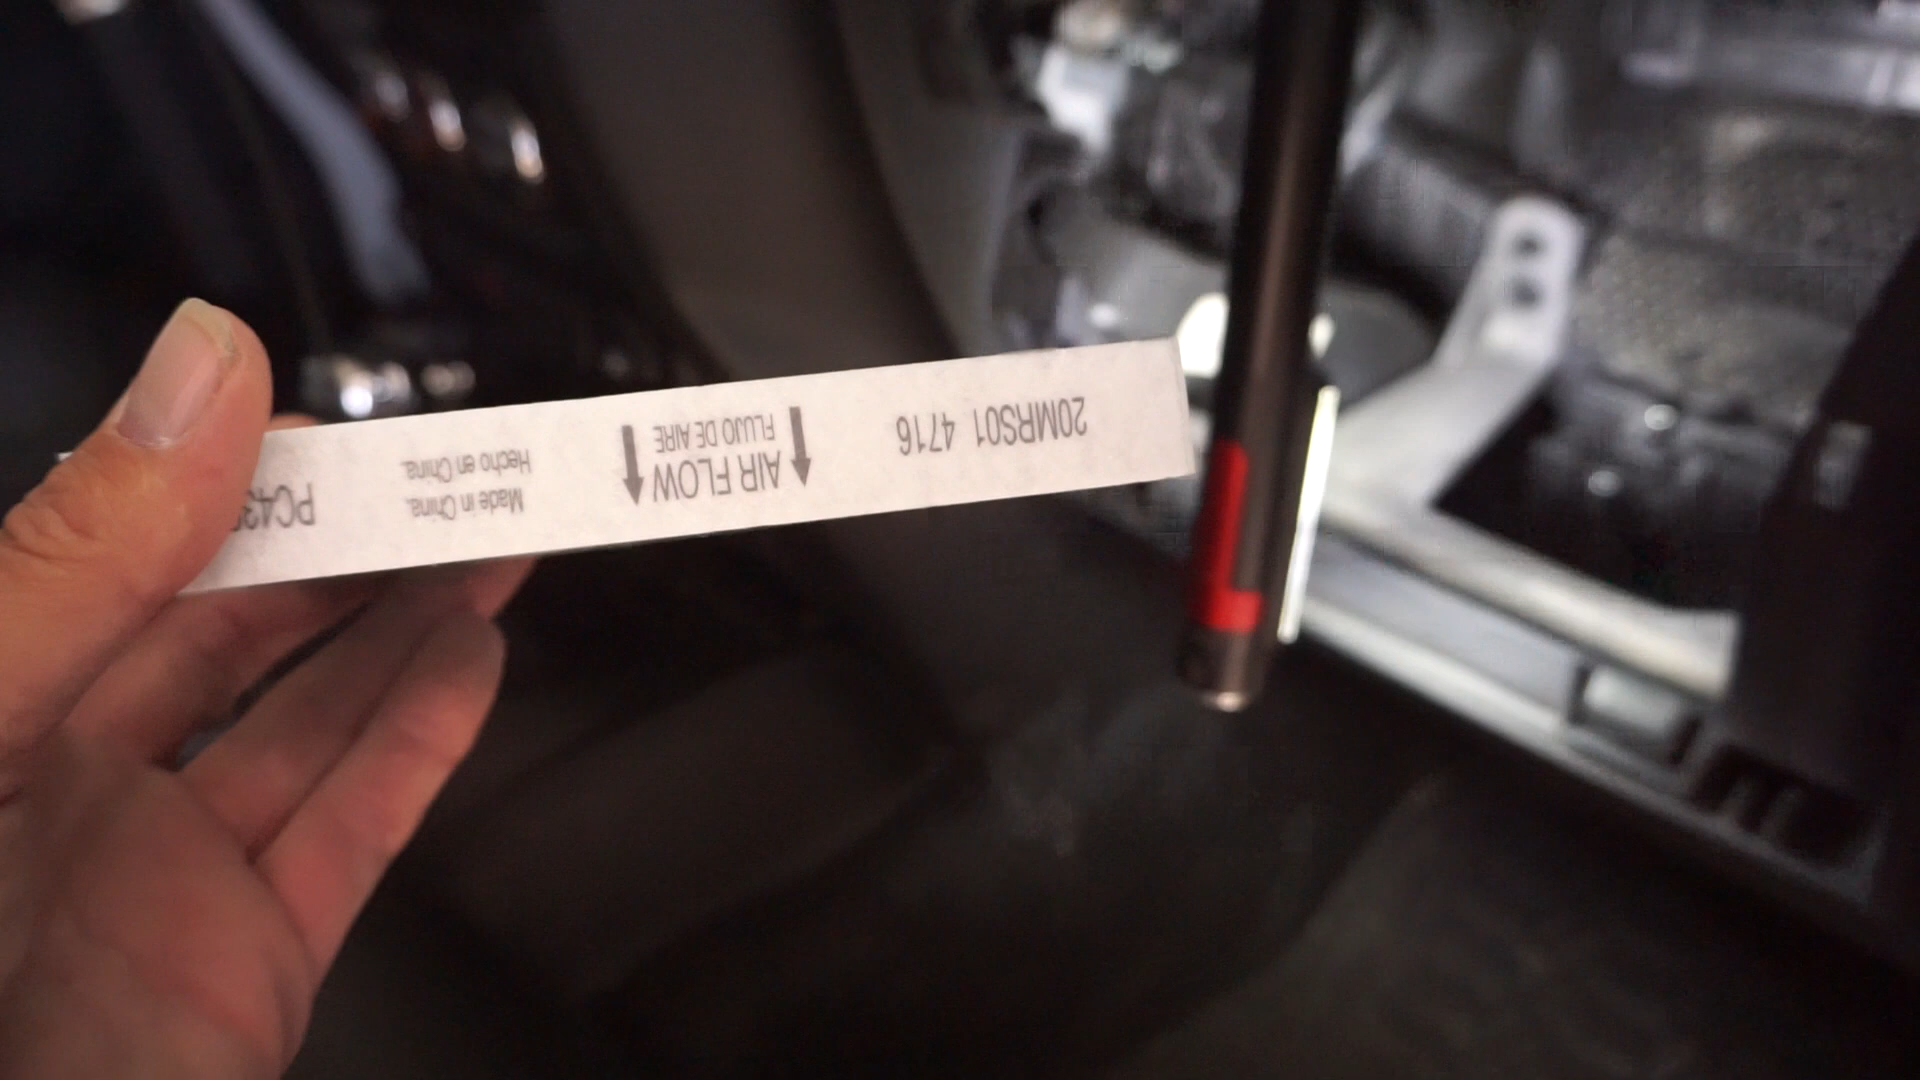 20MRS01 4716
AIR FLOW
FLUJO DE AIRE
Made in China.
Hecho en China.